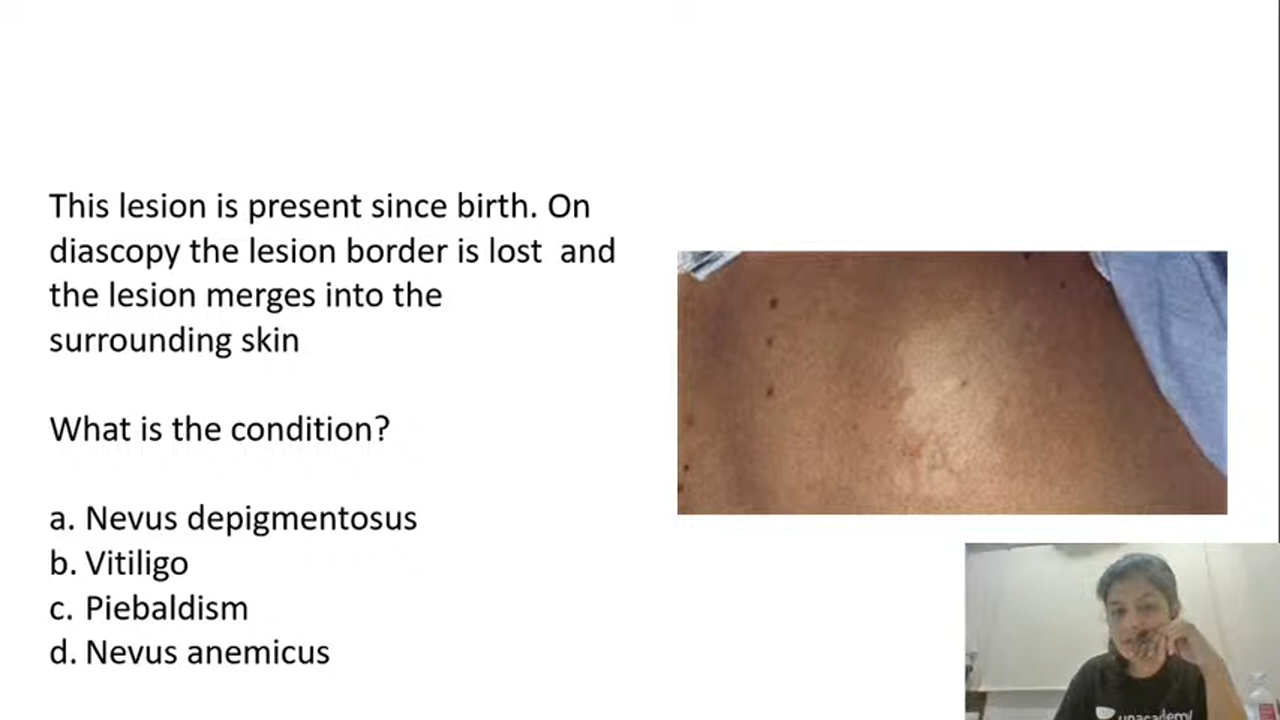 This lesion is present since birth. On
diascopy the lesion border is lost and
the lesion merges into the
surrounding skin
What is the condition?
a. Nevus depigmentosus
b. Vitiligo
c. Piebaldism
d. Nevus anemicus
unacademy